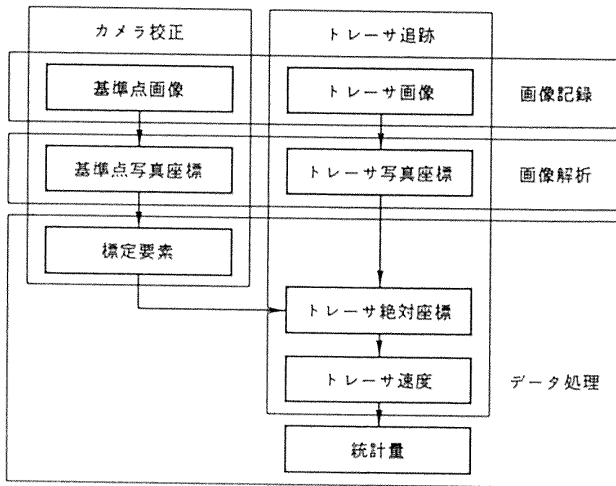 カメラ校正
トレーサ追跡
基準点画像
トレーサ画像
画像記録
基準点写真座標
トレーサ写真座標
画像解析
標定要素
トレーサ絶対座標
トレーサ速度
データ処理
統計量